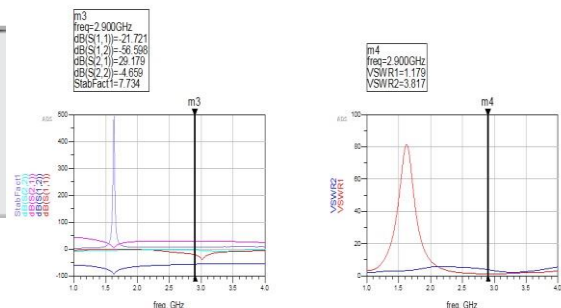 m3
freq=2.900GHz
dB(S(1,1))=-21.721
dB(S(1,2))=-56.598
dB(S(2,1))=29.179
dB(S(2,2))=-4.659
StabFact1=7.734
m3
ADS
500
400
300
200
100
0
-100
StabFact1
dB(S(2,2))
dB(S(2,1))
dB(S(1,2))
dB(S(1,1))
1.0 1.5 2.0 2.5 3.0 3.5 4.0
freq, GHz
m4
freq=2.900GHz
VSWR1=1.179
VSWR2=3.817
m4
ADS
100
80
60
40
20
0
VSWR2
VSWR1
1.0 1.5 2.0 2.5 3.0 3.5 4.0
freq, GHz